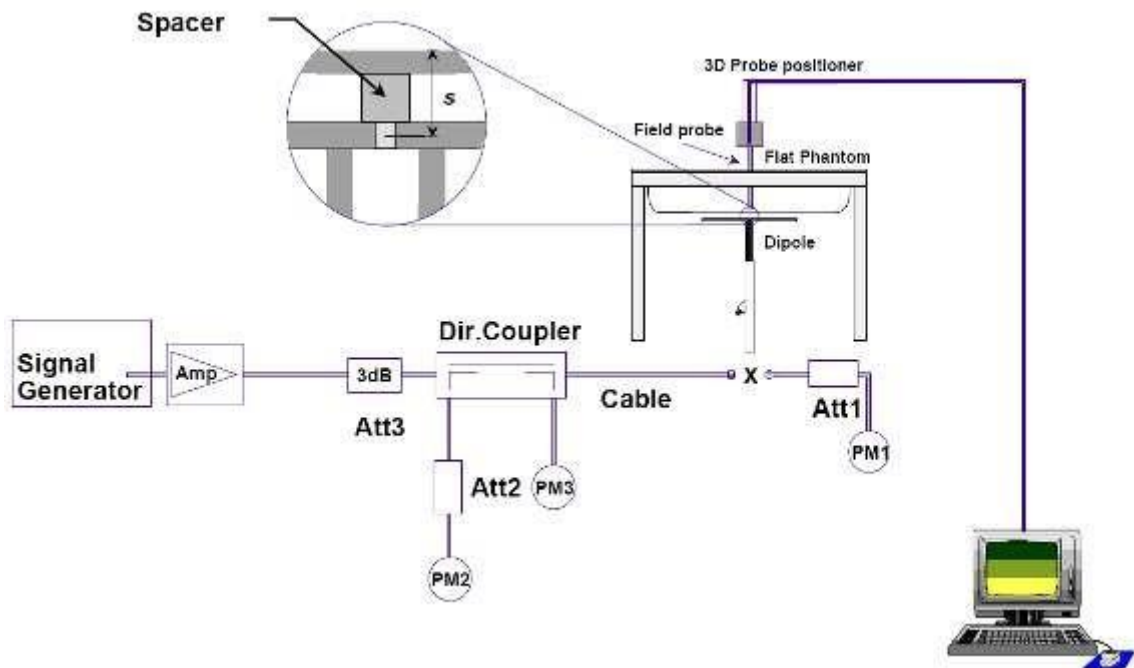 Spacer
s
3D Probe positioner
Field probe
Flat Phantom
Dipole
Dir.Coupler
Signal
Generator
Amp
3dB
Att3
Cable
X
Att1
PM1
Att2
PM3
PM2